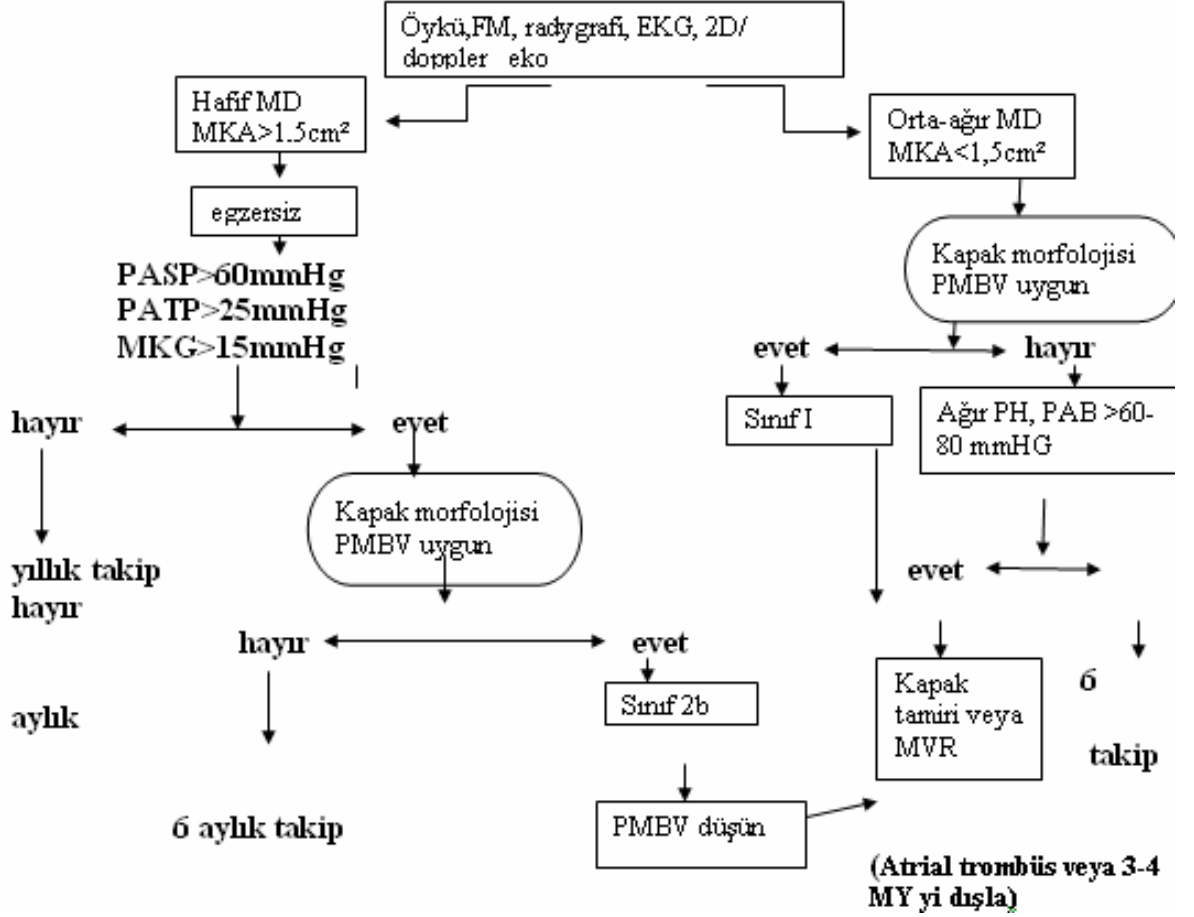 Öykü,FM, radygrafi, EKG, 2D/
doppler eko
Hafif MD
MKA>1.5cm²
Orta-ağır MD
MKA<1,5cm²
egzersiz
PASP>60mmHg
PATP>25mmHg
MKG>15mmHg
Kapak morfolojisi
PMBV uygun
evet
hayır
hayır
evet
Sınıf I
Ağır PH, PAB >60-
80 mmHG
Kapak morfolojisi
PMBV uygun
yıllık takip
hayır
evet
hayır
evet
aylık
Sınıf 2b
Kapak
tamiri veya
MVR
6
takip
6 aylık takip
PMBV düşün
(Atrial trombüs veya 3-4
MY yi dışla)